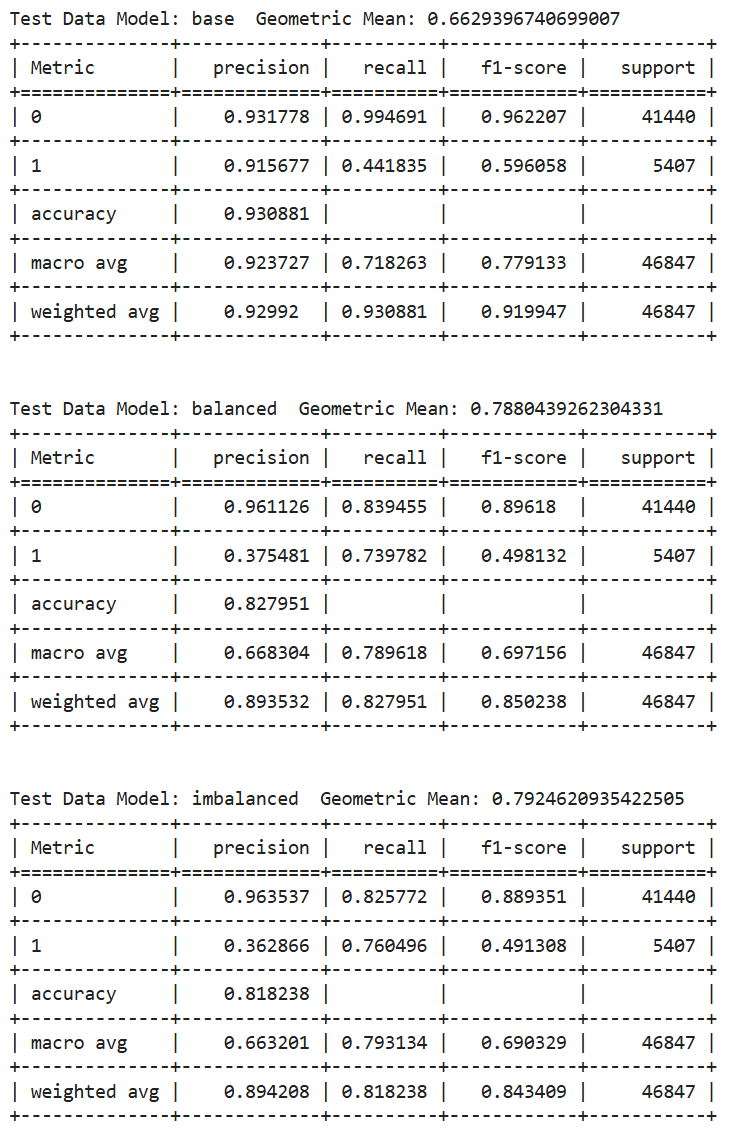 Test Data Model: base  Geometric Mean: 0.6629396740699007
+--------------+-------------+----------+------------+-----------+
| Metric       |   precision |   recall |   f1-score |   support |
+==============+=============+==========+============+===========+
| 0            |    0.931778 | 0.994691 |   0.962207 |     41440 |
+--------------+-------------+----------+------------+-----------+
| 1            |    0.915677 | 0.441835 |   0.596058 |      5407 |
+--------------+-------------+----------+------------+-----------+
| accuracy     |    0.930881 |          |            |           |
+--------------+-------------+----------+------------+-----------+
| macro avg    |    0.923727 | 0.718263 |   0.779133 |     46847 |
+--------------+-------------+----------+------------+-----------+
| weighted avg |    0.92992  | 0.930881 |   0.919947 |     46847 |
+--------------+-------------+----------+------------+-----------+
Test Data Model: balanced  Geometric Mean: 0.7880439262304331
+--------------+-------------+----------+------------+-----------+
| Metric       |   precision |   recall |   f1-score |   support |
+==============+=============+==========+============+===========+
| 0            |    0.961126 | 0.839455 |   0.89618  |     41440 |
+--------------+-------------+----------+------------+-----------+
| 1            |    0.375481 | 0.739782 |   0.498132 |      5407 |
+--------------+-------------+----------+------------+-----------+
| accuracy     |    0.827951 |          |            |           |
+--------------+-------------+----------+------------+-----------+
| macro avg    |    0.668304 | 0.789618 |   0.697156 |     46847 |
+--------------+-------------+----------+------------+-----------+
| weighted avg |    0.893532 | 0.827951 |   0.850238 |     46847 |
+--------------+-------------+----------+------------+-----------+
Test Data Model: imbalanced  Geometric Mean: 0.7924620935422505
+--------------+-------------+----------+------------+-----------+
| Metric       |   precision |   recall |   f1-score |   support |
+==============+=============+==========+============+===========+
| 0            |    0.963537 | 0.825772 |   0.889351 |     41440 |
+--------------+-------------+----------+------------+-----------+
| 1            |    0.362866 | 0.760496 |   0.491308 |      5407 |
+--------------+-------------+----------+------------+-----------+
| accuracy     |    0.818238 |          |            |           |
+--------------+-------------+----------+------------+-----------+
| macro avg    |    0.663201 | 0.793134 |   0.690329 |     46847 |
+--------------+-------------+----------+------------+-----------+
| weighted avg |    0.894208 | 0.818238 |   0.843409 |     46847 |
+--------------+-------------+----------+------------+-----------+